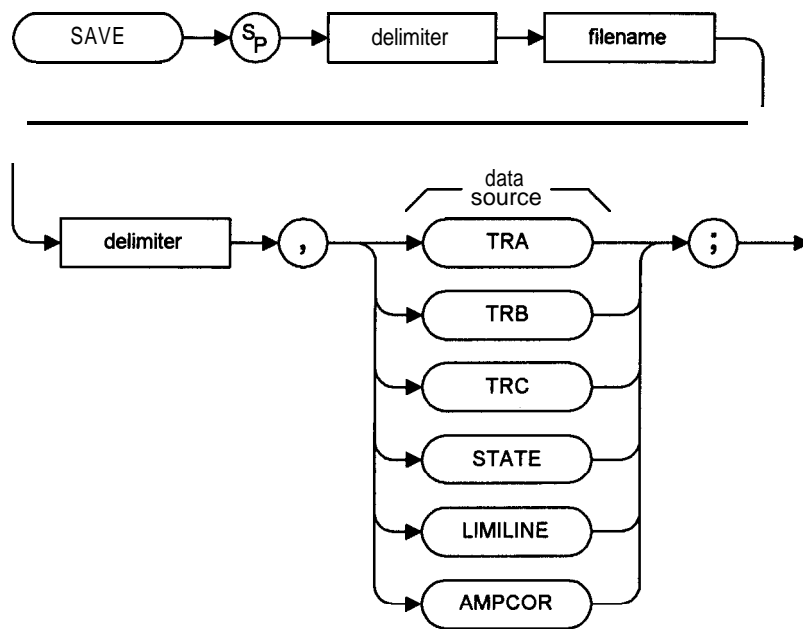 SAVE SP delimiter filename
data
source
delimiter , TRA ;
TRB
TRC
STATE
LIMILINE
AMPCOR